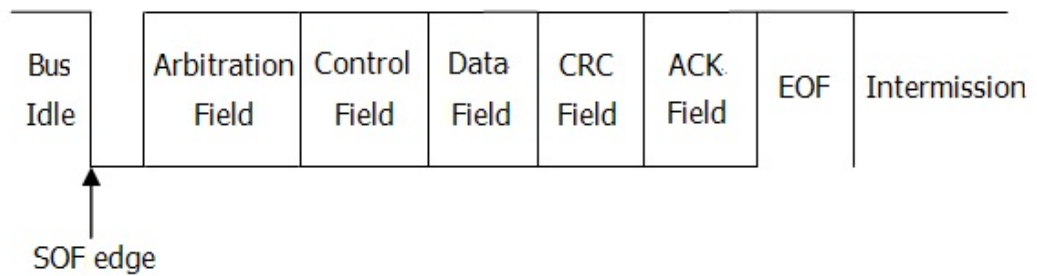 Bus
Idle
Arbitration
Field
Control
Field
Data
Field
CRC
Field
ACK
Field
EOF
Intermission
SOF edge